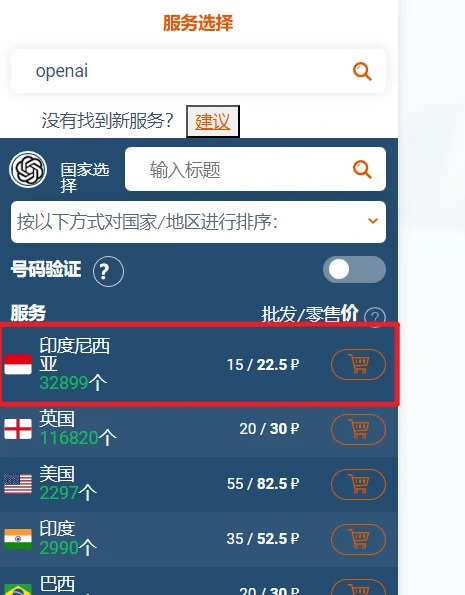 服务选择
openai
没有找到新服务? 建议
国家选
择
输入标题
按以下方式对国家/地区进行排序:
号码验证 ?
服务 批发/零售价 ?
印度尼西
亚
32899个
15 / 22.5 ₽
英国
116820个
20 / 30 ₽
美国
2297个
55 / 82.5 ₽
印度
2990个
35 / 52.5 ₽
巴西
20 / 30 ₽